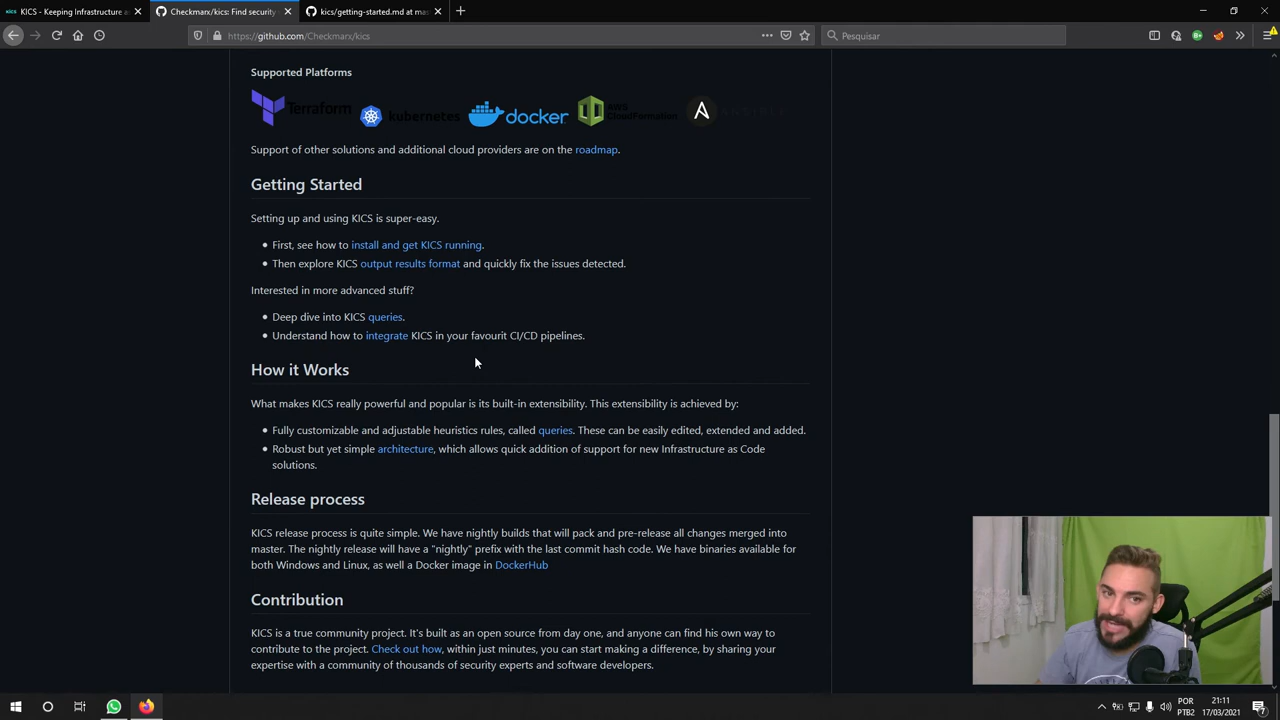 KICS - Keeping Infrastructure as
Checkmarx/kics: Find security
kics/getting-started.md at mas
https://github.com/Checkmarx/kics
Pesquisar
Supported Platforms
Terraform
kubernetes
docker
AWS
CloudFormation
ANSIBLE
Support of other solutions and additional cloud providers are on the roadmap.
Getting Started
Setting up and using KICS is super-easy.
First, see how to install and get KICS running.
Then explore KICS output results format and quickly fix the issues detected.
Interested in more advanced stuff?
Deep dive into KICS queries.
Understand how to integrate KICS in your favourit CI/CD pipelines.
How it Works
What makes KICS really powerful and popular is its built-in extensibility. This extensibility is achieved by:
Fully customizable and adjustable heuristics rules, called queries. These can be easily edited, extended and added.
Robust but yet simple architecture, which allows quick addition of support for new Infrastructure as Code
solutions.
Release process
KICS release process is quite simple. We have nightly builds that will pack and pre-release all changes merged into
master. The nightly release will have a "nightly" prefix with the last commit hash code. We have binaries available for
both Windows and Linux, as well a Docker image in DockerHub
Contribution
KICS is a true community project. It's built as an open source from day one, and anyone can find his own way to
contribute to the project. Check out how, within just minutes, you can start making a difference, by sharing your
expertise with a community of thousands of security experts and software developers.
POR
PTB2
21:11
17/03/2021